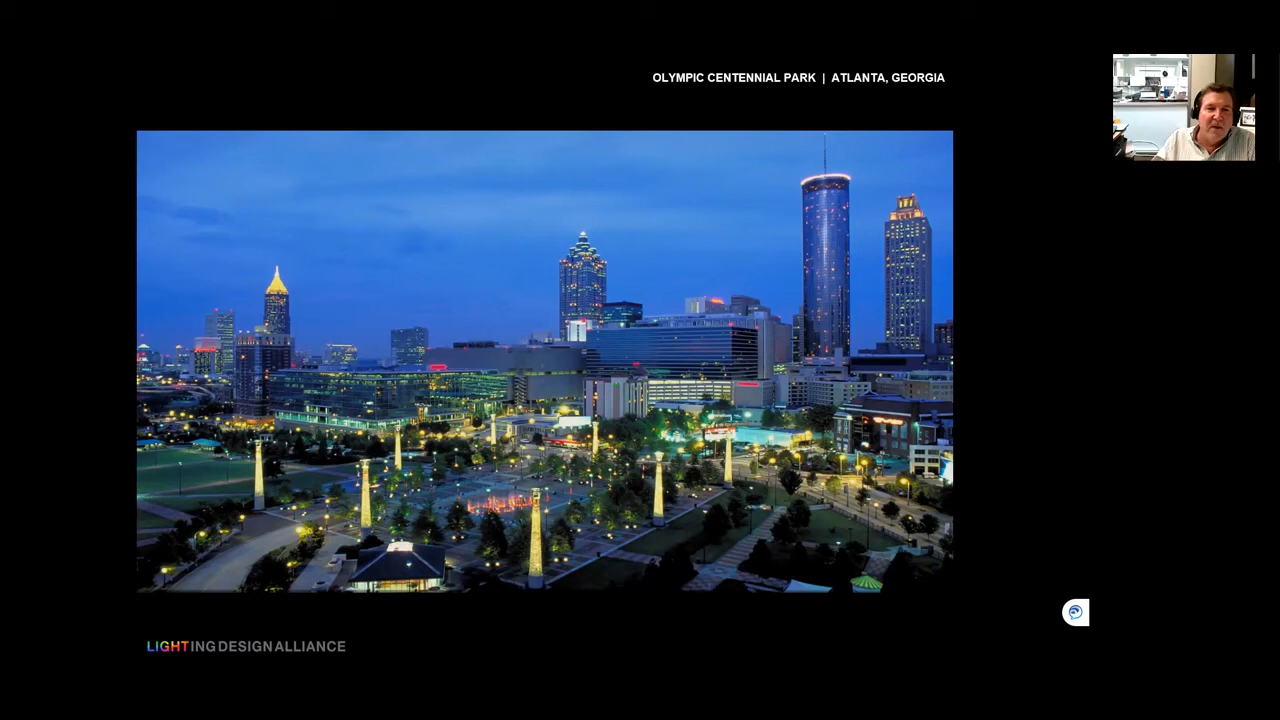 OLYMPIC CENTENNIAL PARK | ATLANTA, GEORGIA
LIGHTING DESIGN ALLIANCE